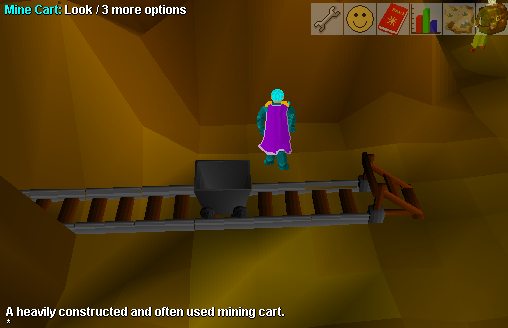 Mine Cart: Look / 3 more options
A heavily constructed and often used mining cart.
*